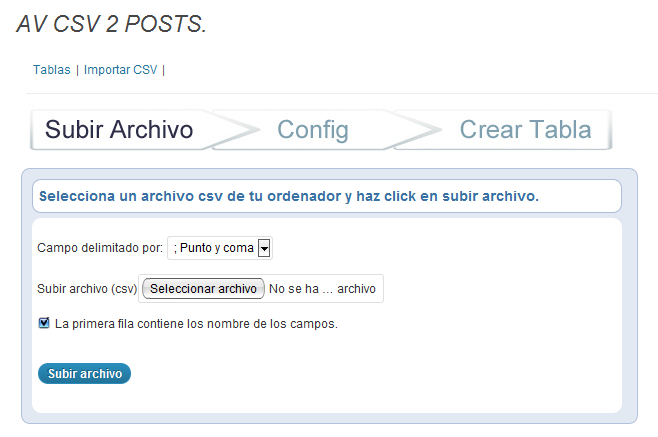 AV CSV 2 POSTS.
Tablas | Importar CSV |
Subir Archivo Config Crear Tabla
Selecciona un archivo csv de tu ordenador y haz click en subir archivo.
Campo delimitado por: ; Punto y coma
Subir archivo (csv) Seleccionar archivo No se ha ... archivo
La primera fila contiene los nombre de los campos.
Subir archivo